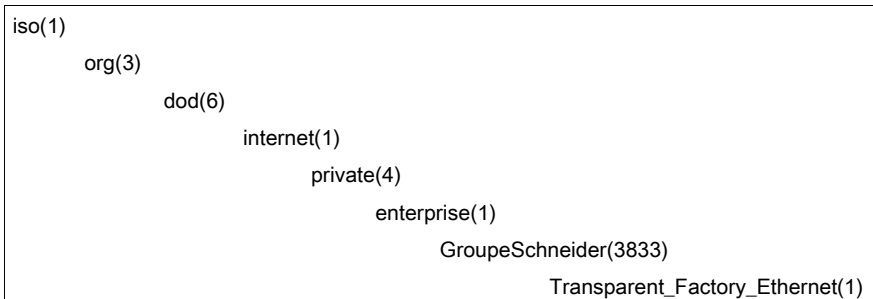 iso(1)
org(3)
dod(6)
internet(1)
private(4)
enterprise(1)
GroupeSchneider(3833)
Transparent_Factory_Ethernet(1)